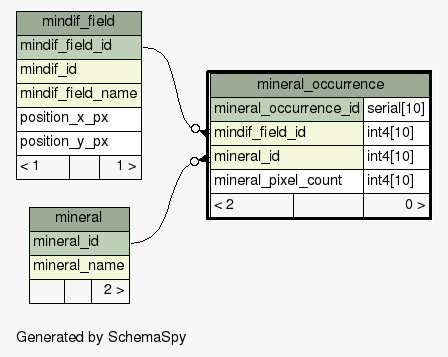 mindif_field
mindif_field_id
mindif_id
mindif_field_name
position_x_px
position_y_px
< 1 1 >
mineral_occurrence
mineral_occurrence_id serial[10]
mindif_field_id int4[10]
mineral_id int4[10]
mineral_pixel_count int4[10]
< 2 0 >
mineral
mineral_id
mineral_name
2 >
Generated by SchemaSpy